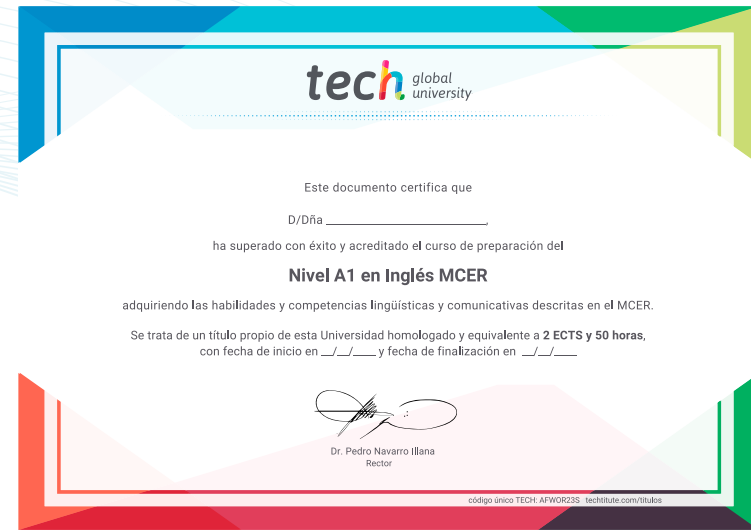 tech global university
Este documento certifica que
D/Dña ____________________,
ha superado con éxito y acreditado el curso de preparación del
Nivel A1 en Inglés MCER
adquiriendo las habilidades y competencias lingüísticas y comunicativas descritas en el MCER.
Se trata de un título propio de esta Universidad homologado y equivalente a 2 ECTS y 50 horas,
con fecha de inicio en __/__/____ y fecha de finalización en __/__/____
Dr. Pedro Navarro Illana
Rector
código único TECH: AFWOR23S techtitute.com/titulos